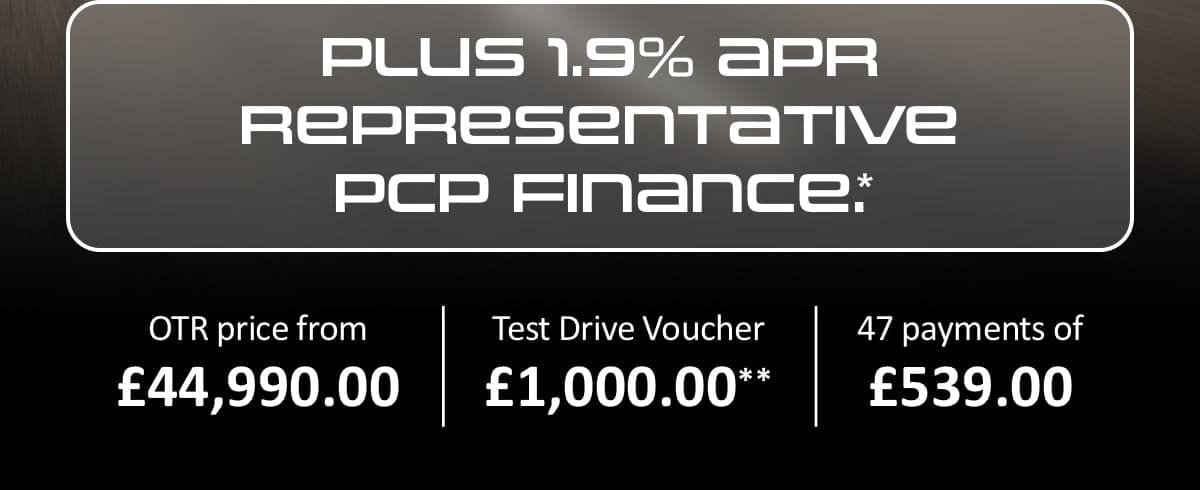 PLUS 1.9% APR
REPRESENTATIVE
PCP FINANCE.*
OTR price from
£44,990.00
Test Drive Voucher
£1,000.00**
47 payments of
£539.00